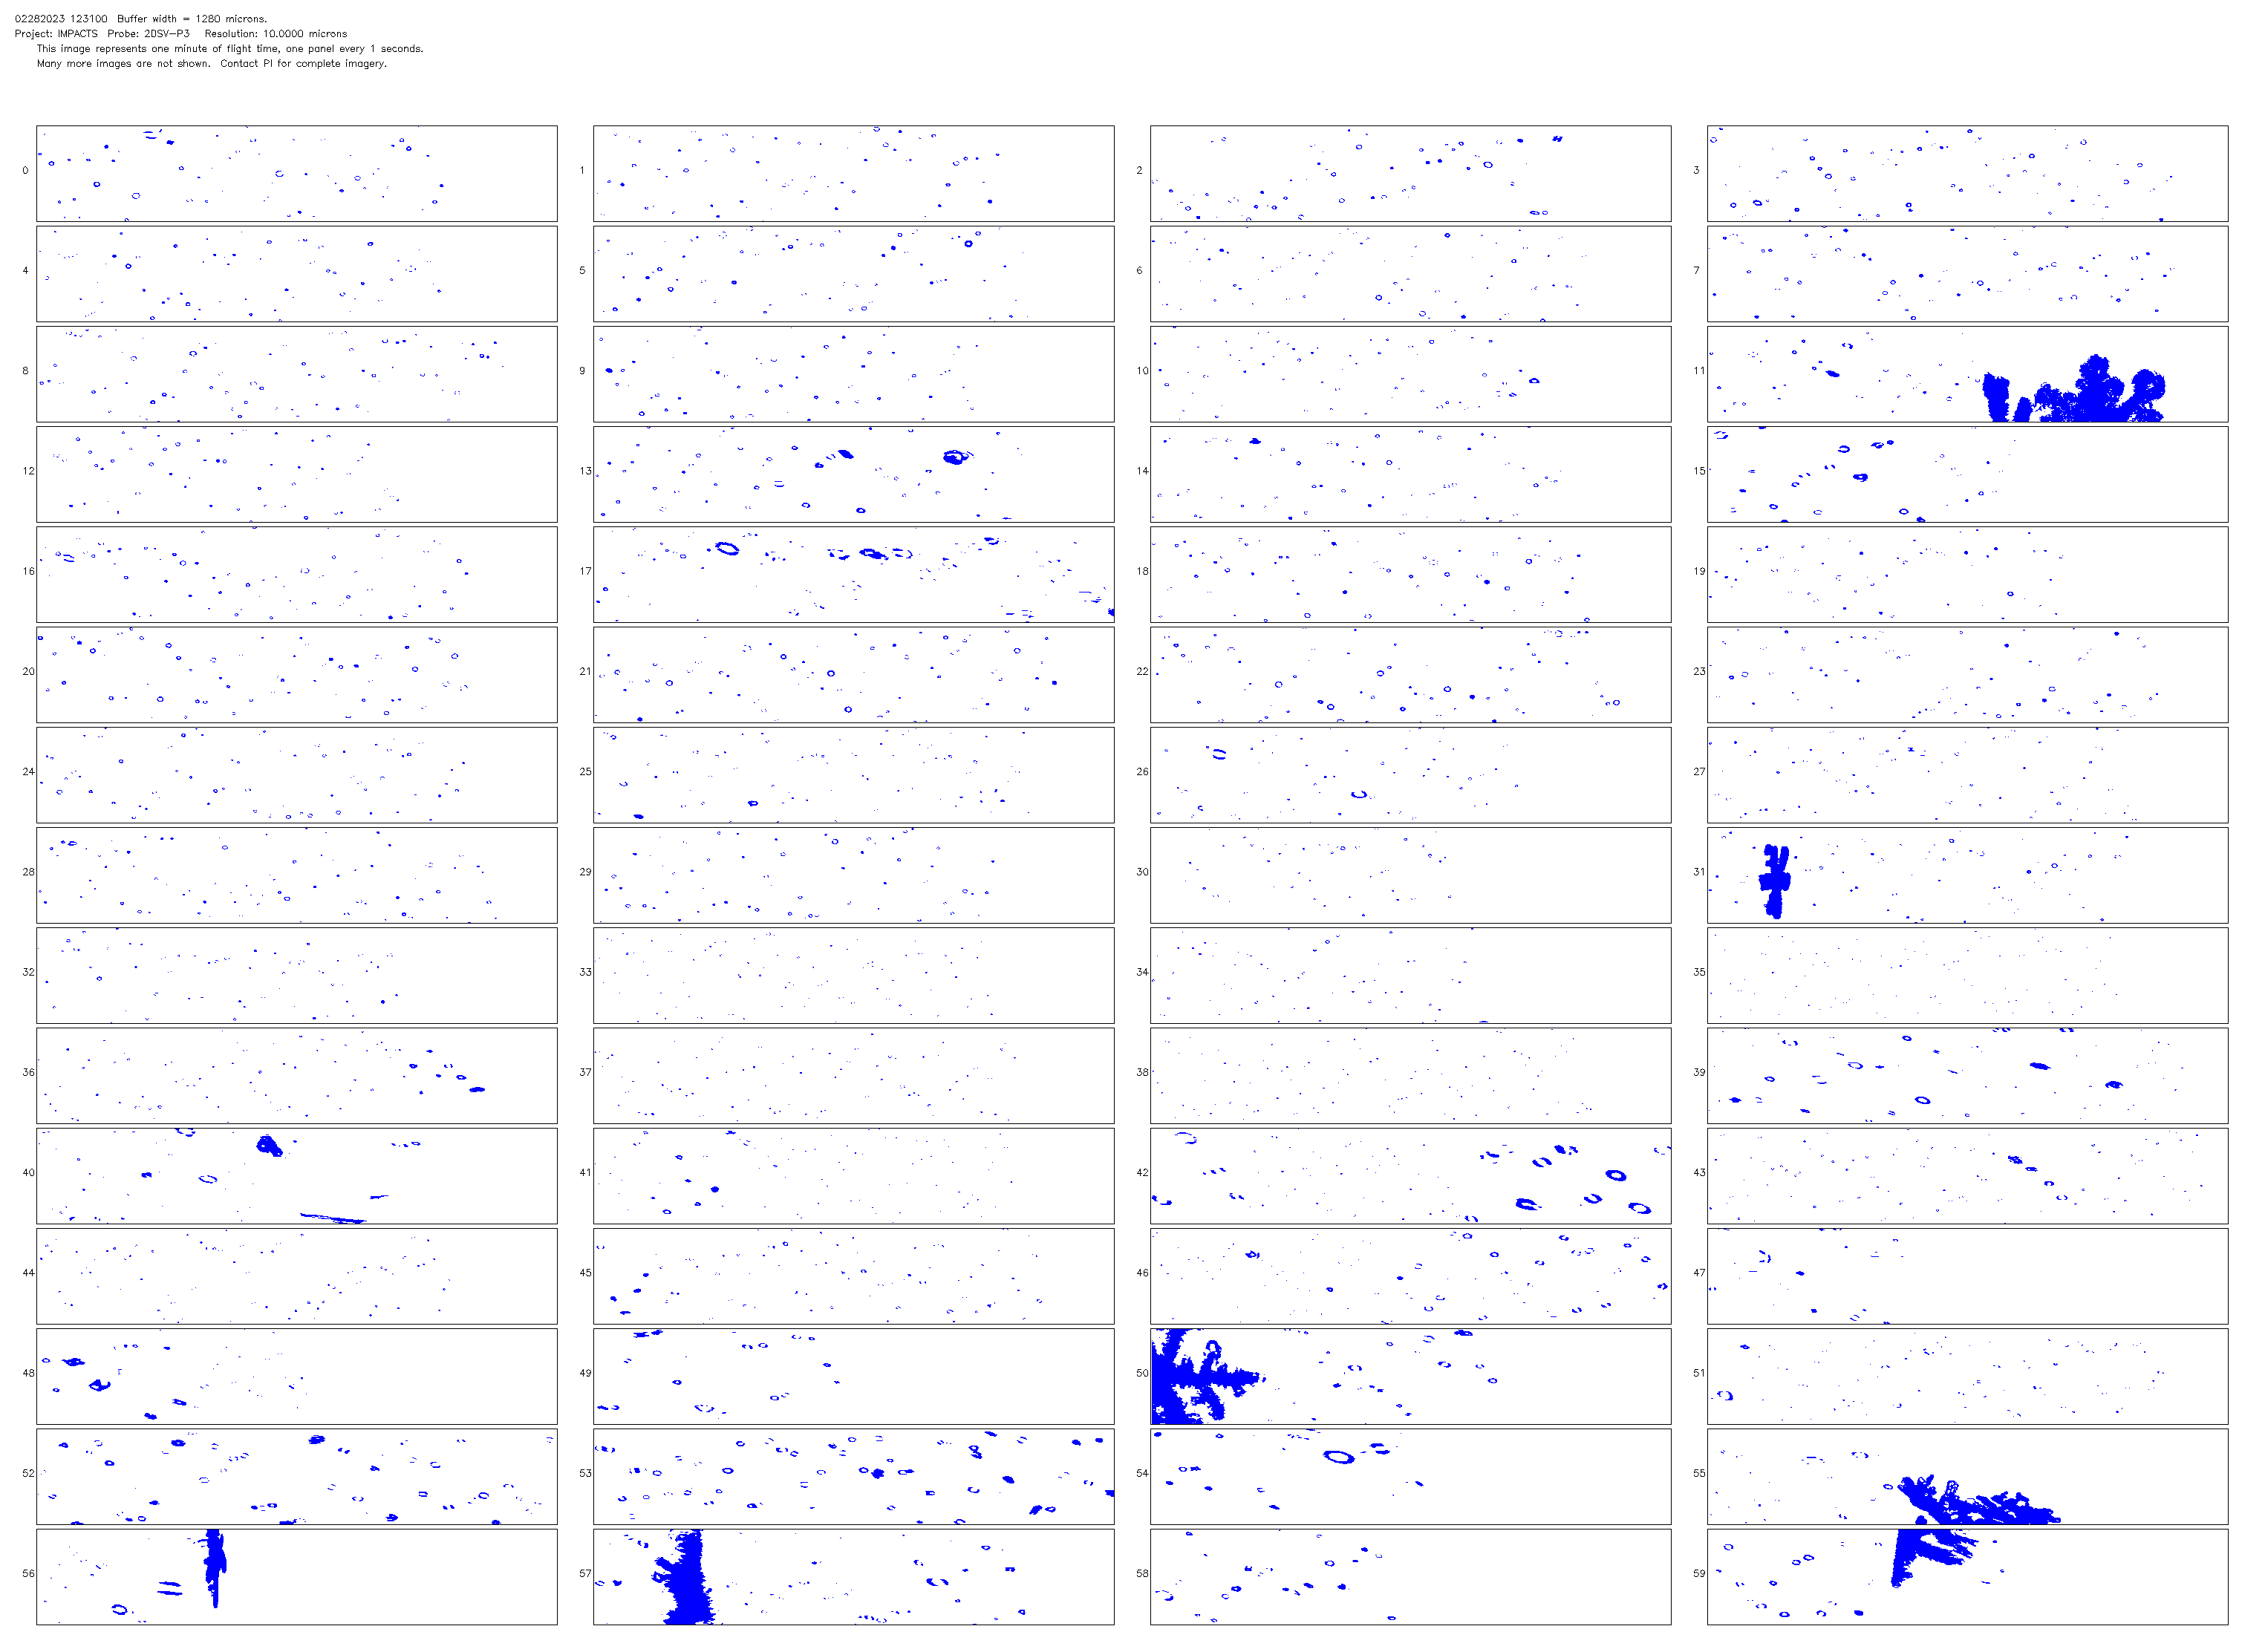 02282023 123100  Buffer width = 1280 microns.
Project: IMPACTS  Probe: 2DSV-P3  Resolution: 10.0000 microns
This image represents one minute of flight time, one panel every 1 seconds.
Many more images are not shown.  Contact PI for complete imagery.
0 1 2 3
4 5 6 7
8 9 10 11
12 13 14 15
16 17 18 19
20 21 22 23
24 25 26 27
28 29 30 31
32 33 34 35
36 37 38 39
40 41 42 43
44 45 46 47
48 49 50 51
52 53 54 55
56 57 58 59